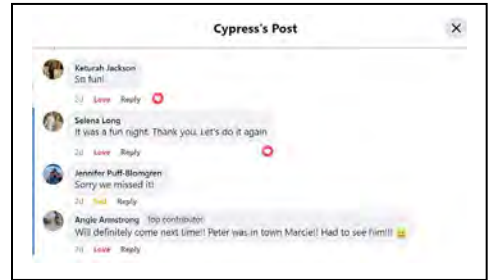 Cypress's Post
Keturah Jackson
So fun!
2d Love Reply
Selena Long
It was a fun night. Thank you. Let's do it again
2d Love Reply
Jennifer Puff-Blomgren
Sorry we missed it!
2d Sad Reply
Angie Armstrong Top contributor
Will definitely come next time!! Peter was in town Marcie!! Had to see him!!!
2d Love Reply